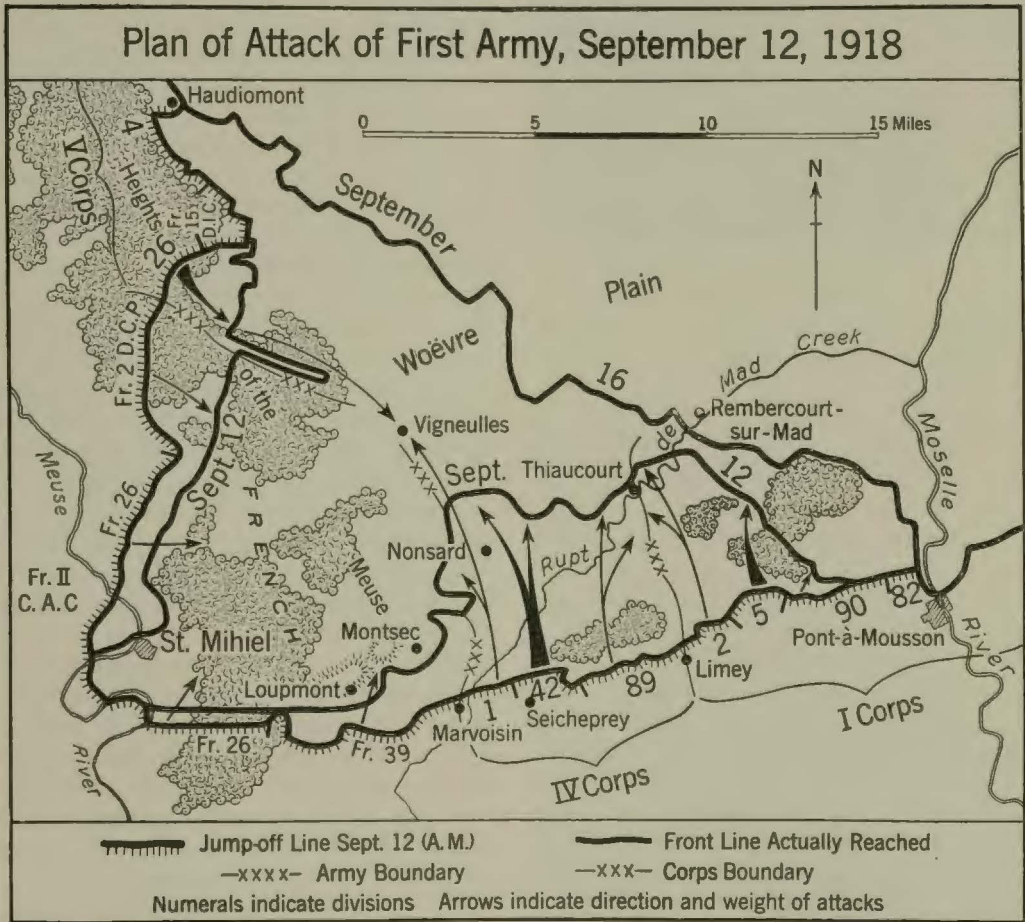 Plan of Attack of First Army, September 12, 1918
Haudiomont
0 5 10 15 Miles
N
V Corps
4
Heights
Fr.
15
D.I.C.
26
September
Plain
Woëvre
Fr. 2 D.C.P.
XXX
XXX
of the
Sept. 12
16
Mad Creek
de
Rembercourt-
sur-Mad
Vigneulles
Meuse
Moselle
Sept.
Thiaucourt
12
XXX
Fr. 26
FRENCH
Nonsard
Rupt
XXX
Fr. II
C. A. C
Meuse
St. Mihiel
Montsec
XXX
Loupmont
1
42
89
2
5
90
82
Pont-à-Mousson
Limey
Marvoisin
Seicheprey
River
Fr. 26
Fr. 39
River
I Corps
IV Corps
Jump-off Line Sept. 12 (A.M.)
Front Line Actually Reached
—XXXX— Army Boundary
—XXX— Corps Boundary
Numerals indicate divisions Arrows indicate direction and weight of attacks